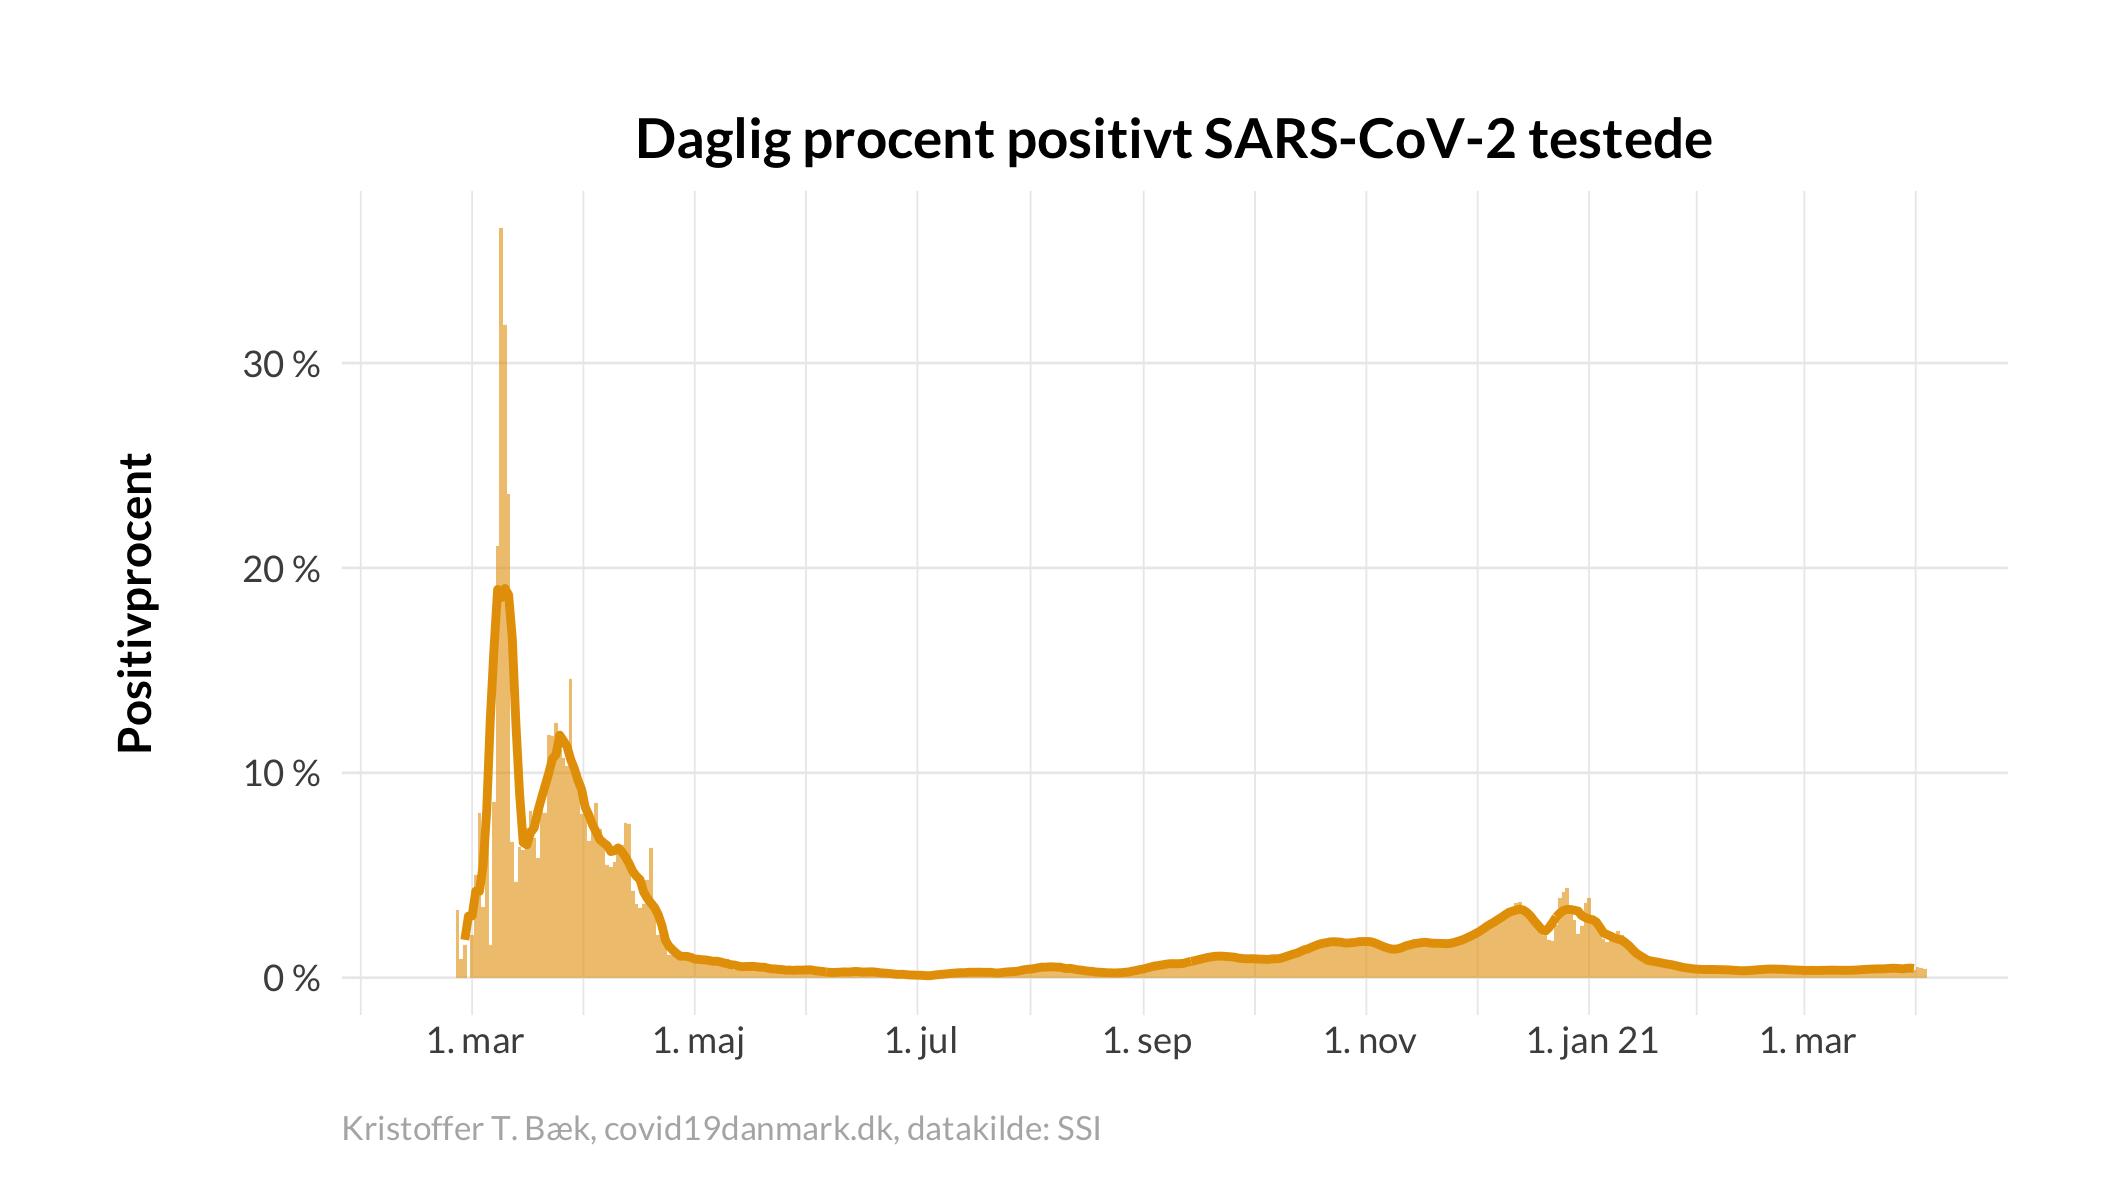 Daglig procent positivt SARS-CoV-2 testede
Positivprocent
30 %
20 %
10 %
0 %
1. mar
1. maj
1. jul
1. sep
1. nov
1. jan 21
1. mar
Kristoffer T. Bæk, covid19danmark.dk, datakilde: SSI